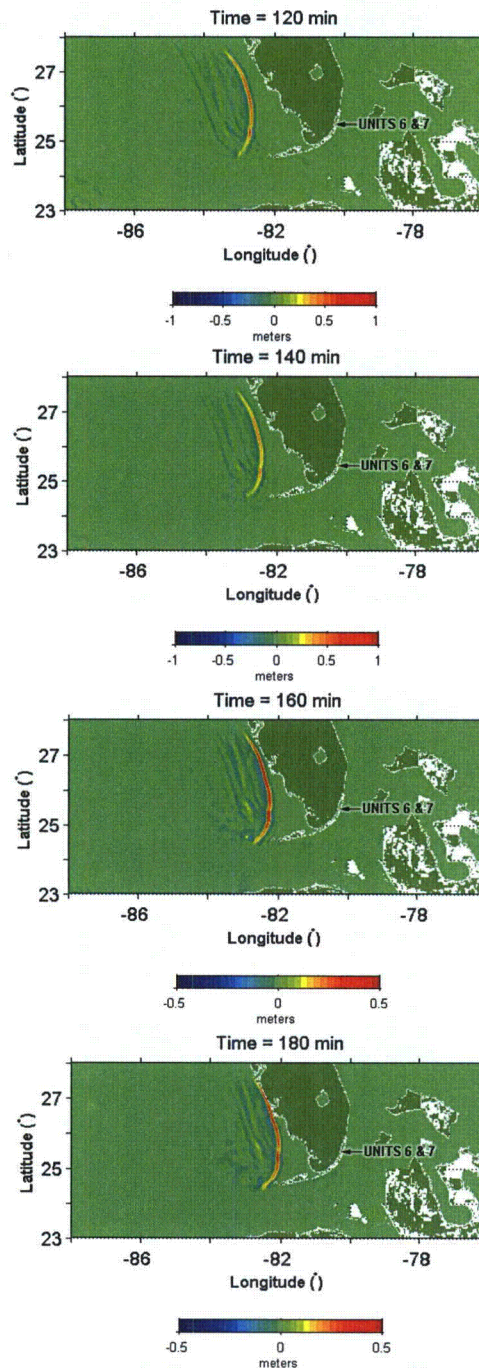 Time = 120 min
Latitude (°)
27
25
23
UNITS 6 & 7
-86
-82
-78
Longitude (°)
-1
-0.5
0
0.5
1
meters
Time = 140 min
Latitude (°)
27
25
23
UNITS 6 & 7
-86
-82
-78
Longitude (°)
-1
-0.5
0
0.5
1
meters
Time = 160 min
Latitude (°)
27
25
23
UNITS 6 & 7
-86
-82
-78
Longitude (°)
-0.5
0
0.5
meters
Time = 180 min
Latitude (°)
27
25
23
UNITS 6 & 7
-86
-82
-78
Longitude (°)
-0.5
0
0.5
meters